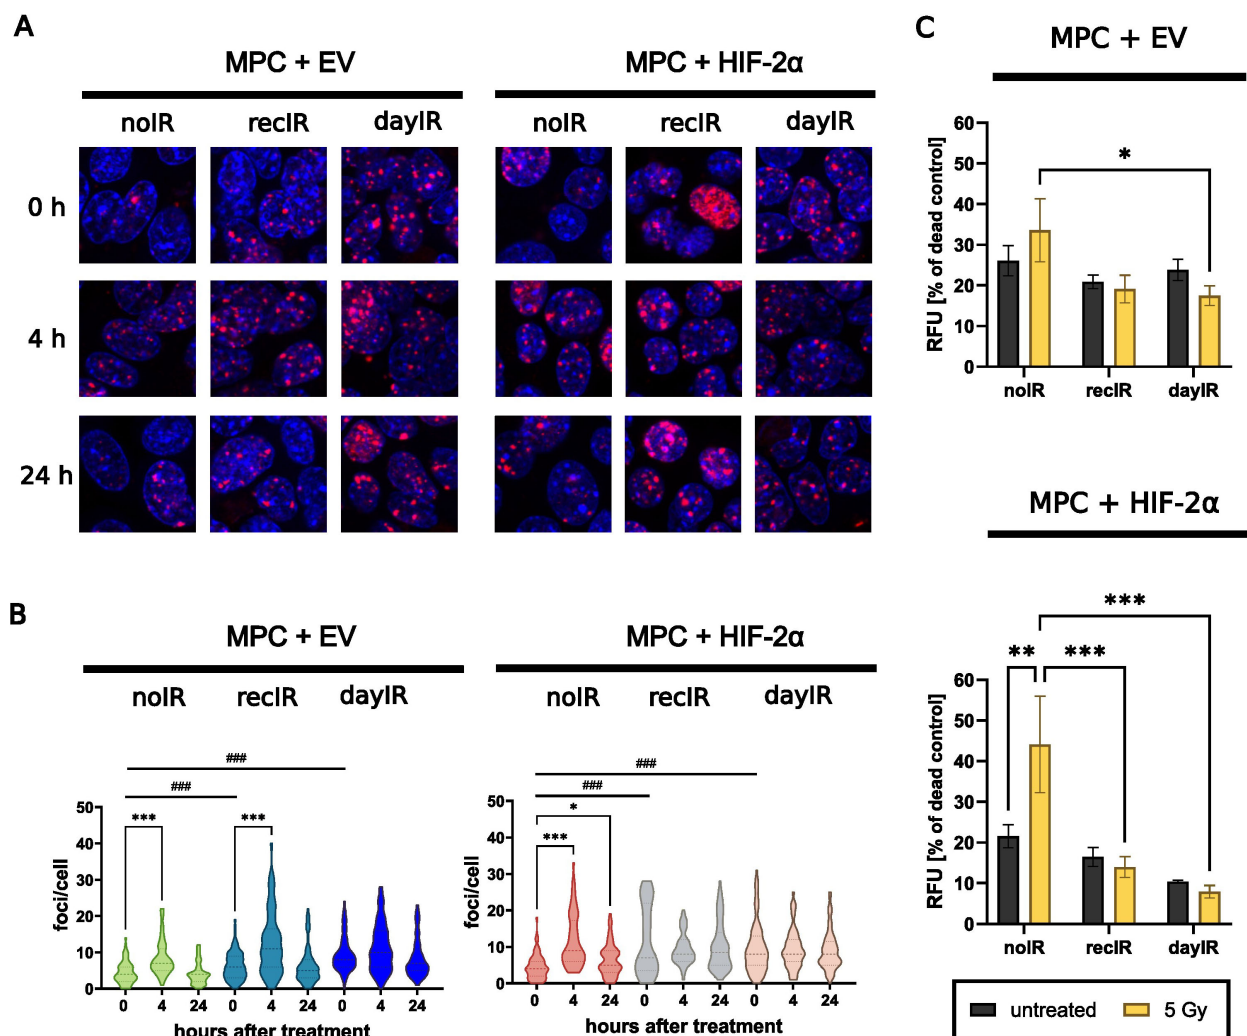 A
MPC + EV
MPC + HIF-2α
noIR recIR dayIR
noIR recIR dayIR
0 h
4 h
24 h
B
MPC + EV
MPC + HIF-2α
noIR recIR dayIR
noIR recIR dayIR
###
###
*** ***
50
40
30
20
10
0
foci/cell
0 4 24 0 4 24 0 4 24
hours after treatment
###
###
*
***
50
40
30
20
10
0
foci/cell
0 4 24 0 4 24 0 4 24
hours after treatment
C
MPC + EV
*
60
50
40
30
20
10
0
RFU [% of dead control]
noIR recIR dayIR
MPC + HIF-2α
***
** ***
60
50
40
30
20
10
0
RFU [% of dead control]
noIR recIR dayIR
untreated 5 Gy